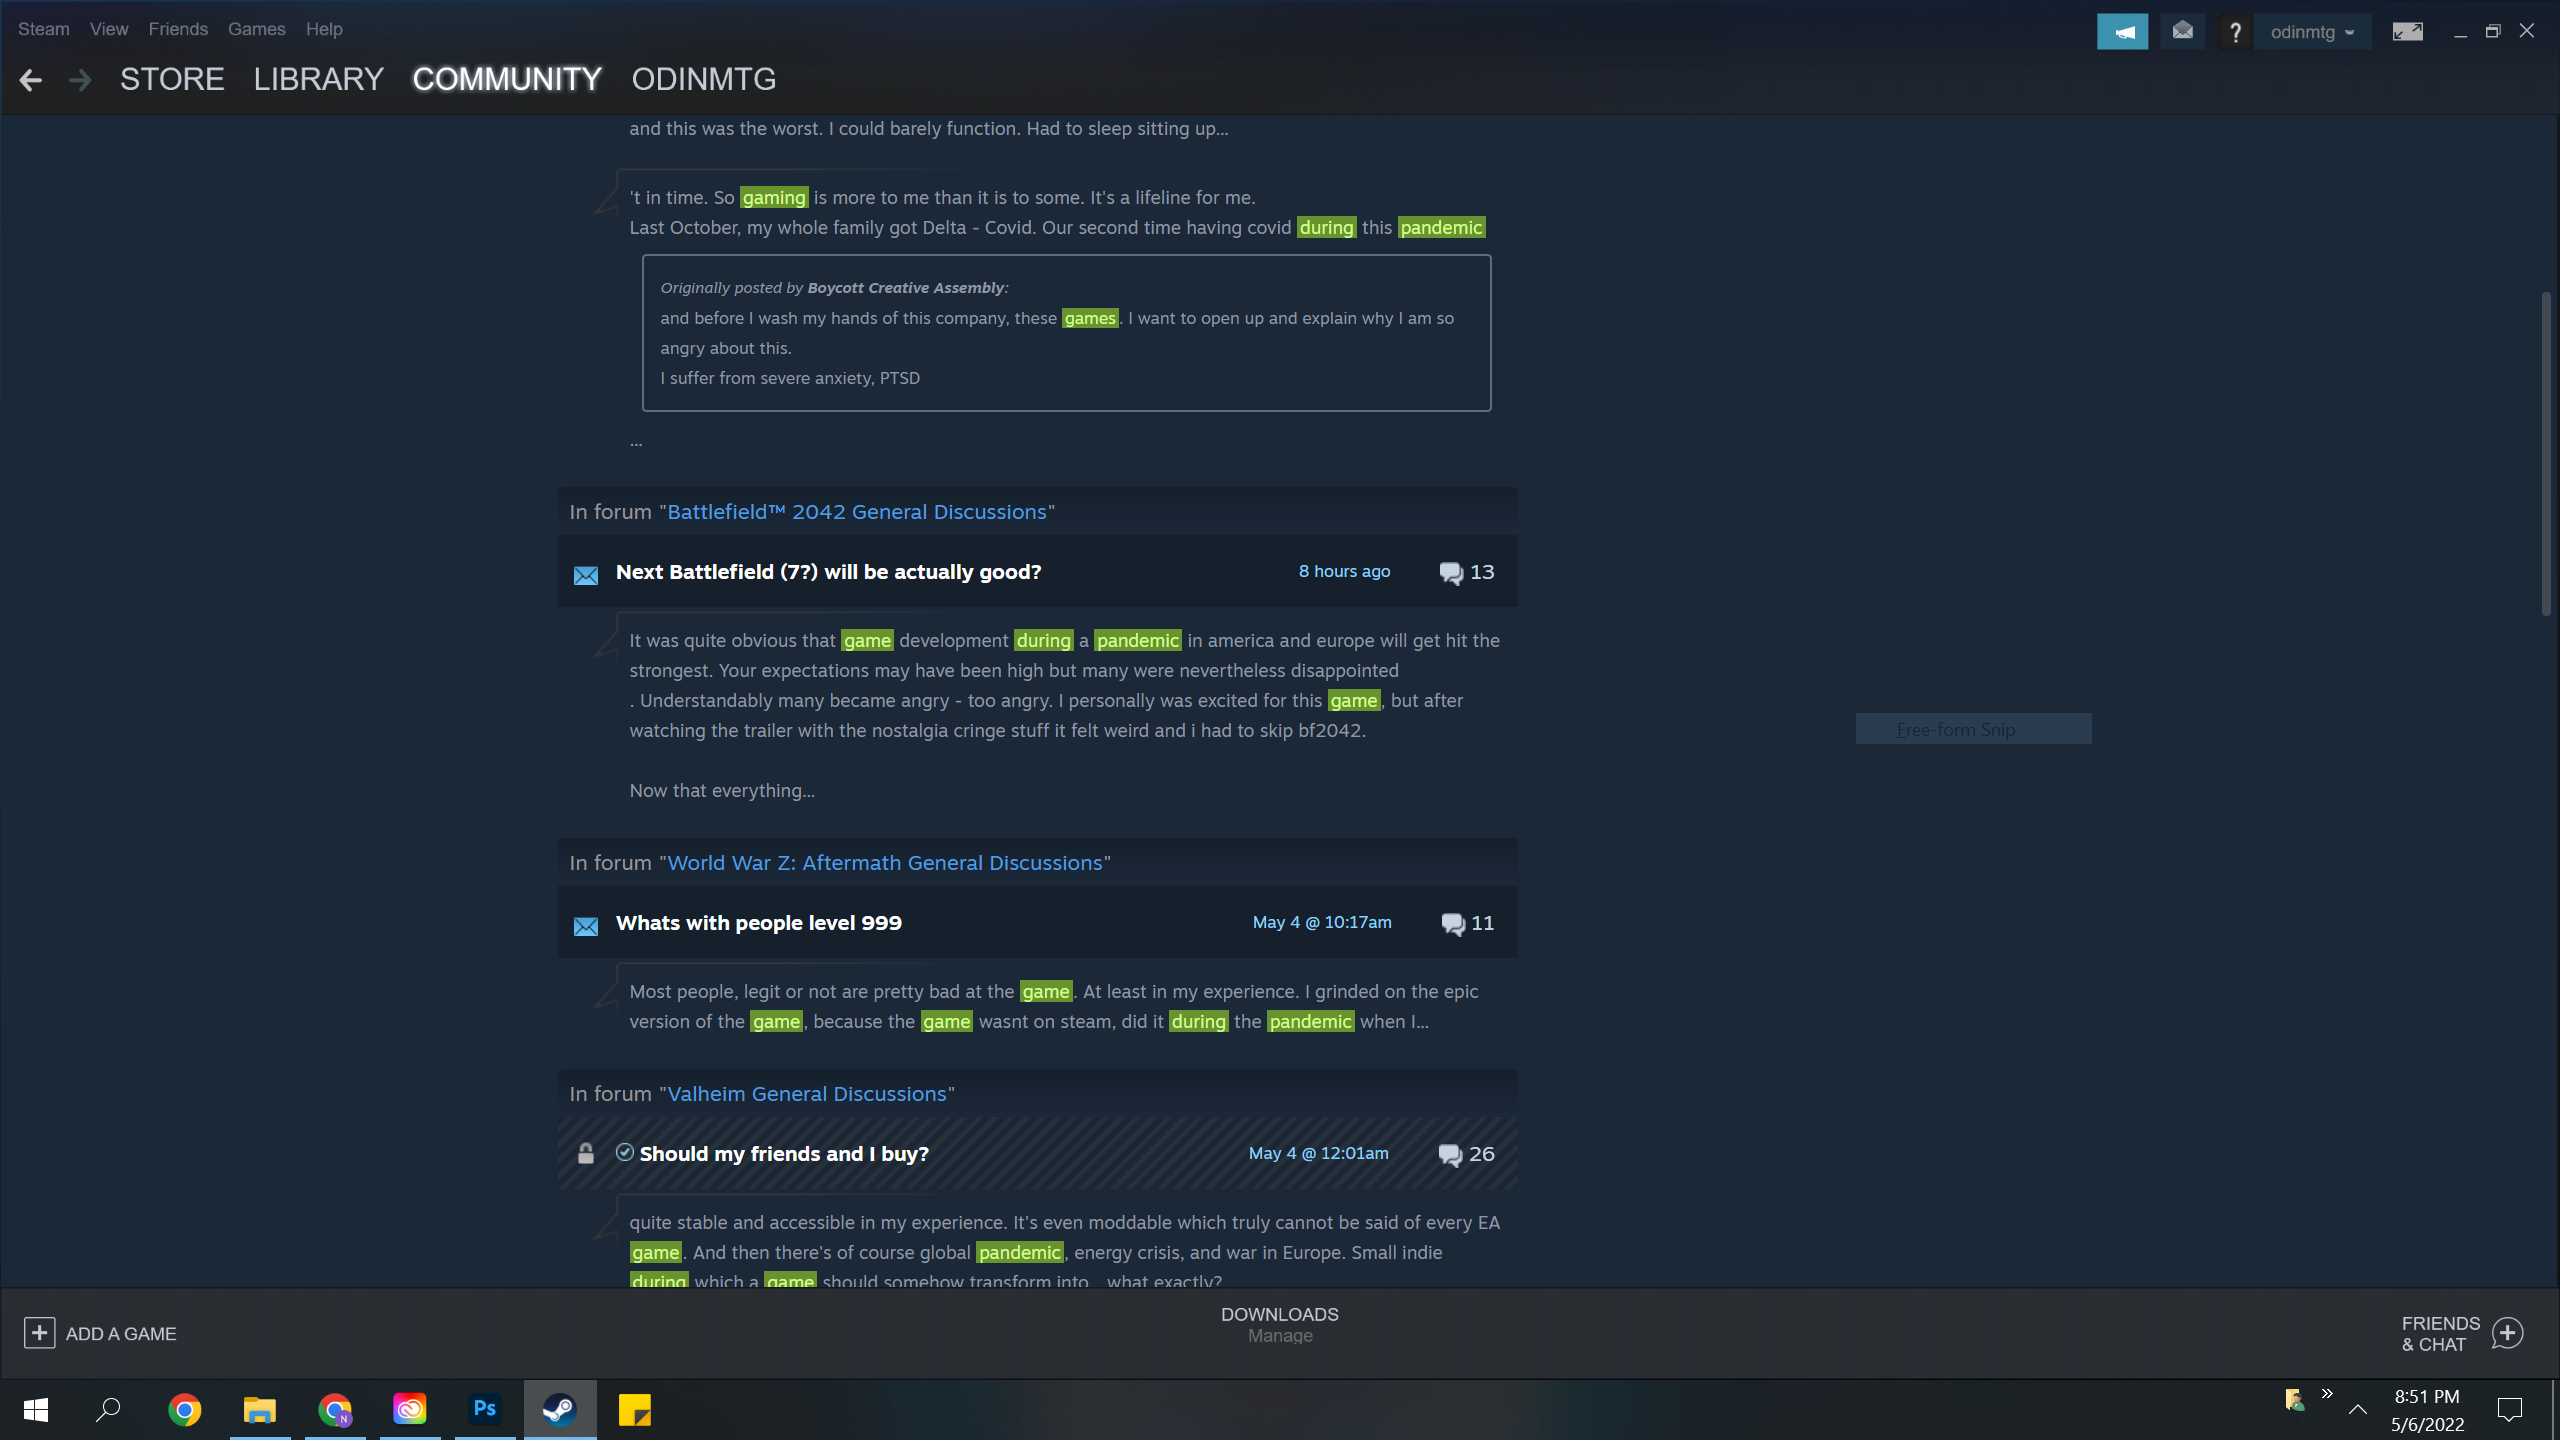 Steam View Friends Games Help
odinmtg
STORE LIBRARY COMMUNITY ODINMTG
and this was the worst. I could barely function. Had to sleep sitting up...
't in time. So gaming is more to me than it is to some. It's a lifeline for me.
Last October, my whole family got Delta - Covid. Our second time having covid during this pandemic
Originally posted by Boycott Creative Assembly:
and before I wash my hands of this company, these games. I want to open up and explain why I am so
angry about this.
I suffer from severe anxiety, PTSD
...
In forum "Battlefield™ 2042 General Discussions"
Next Battlefield (7?) will be actually good? 8 hours ago 13
It was quite obvious that game development during a pandemic in america and europe will get hit the
strongest. Your expectations may have been high but many were nevertheless disappointed
. Understandably many became angry - too angry. I personally was excited for this game, but after
watching the trailer with the nostalgia cringe stuff it felt weird and i had to skip bf2042.
Free-form Snip
Now that everything...
In forum "World War Z: Aftermath General Discussions"
Whats with people level 999 May 4 @ 10:17am 11
Most people, legit or not are pretty bad at the game. At least in my experience. I grinded on the epic
version of the game, because the game wasnt on steam, did it during the pandemic when I...
In forum "Valheim General Discussions"
Should my friends and I buy? May 4 @ 12:01am 26
quite stable and accessible in my experience. It's even moddable which truly cannot be said of every EA
game. And then there's of course global pandemic, energy crisis, and war in Europe. Small indie
during which a game should somehow transform into... what exactly?
ADD A GAME
DOWNLOADS
Manage
FRIENDS
& CHAT
N
Ps
8:51 PM
5/6/2022